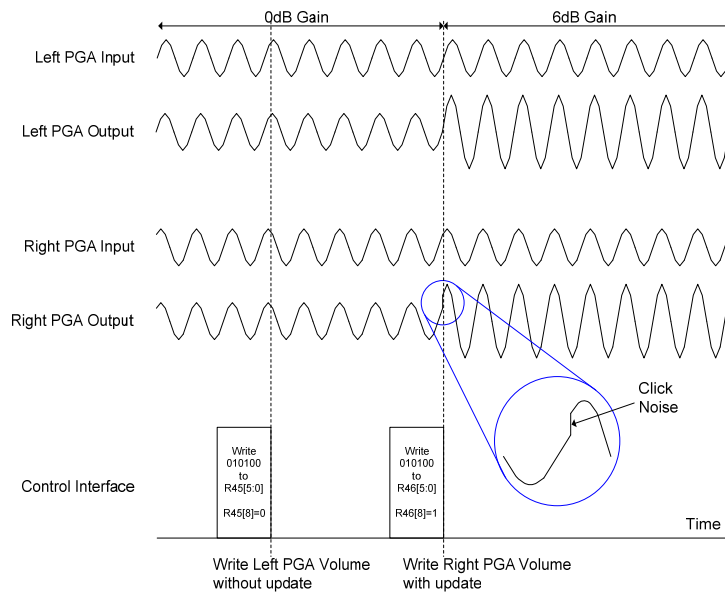 0dB Gain
6dB Gain
Left PGA Input
Left PGA Output
Right PGA Input
Right PGA Output
Click
Noise
Write
010100
to
R45[5:0]
R45[8]=0
Write
010100
to
R46[5:0]
R46[8]=1
Control Interface
Time
Write Left PGA Volume
without update
Write Right PGA Volume
with update